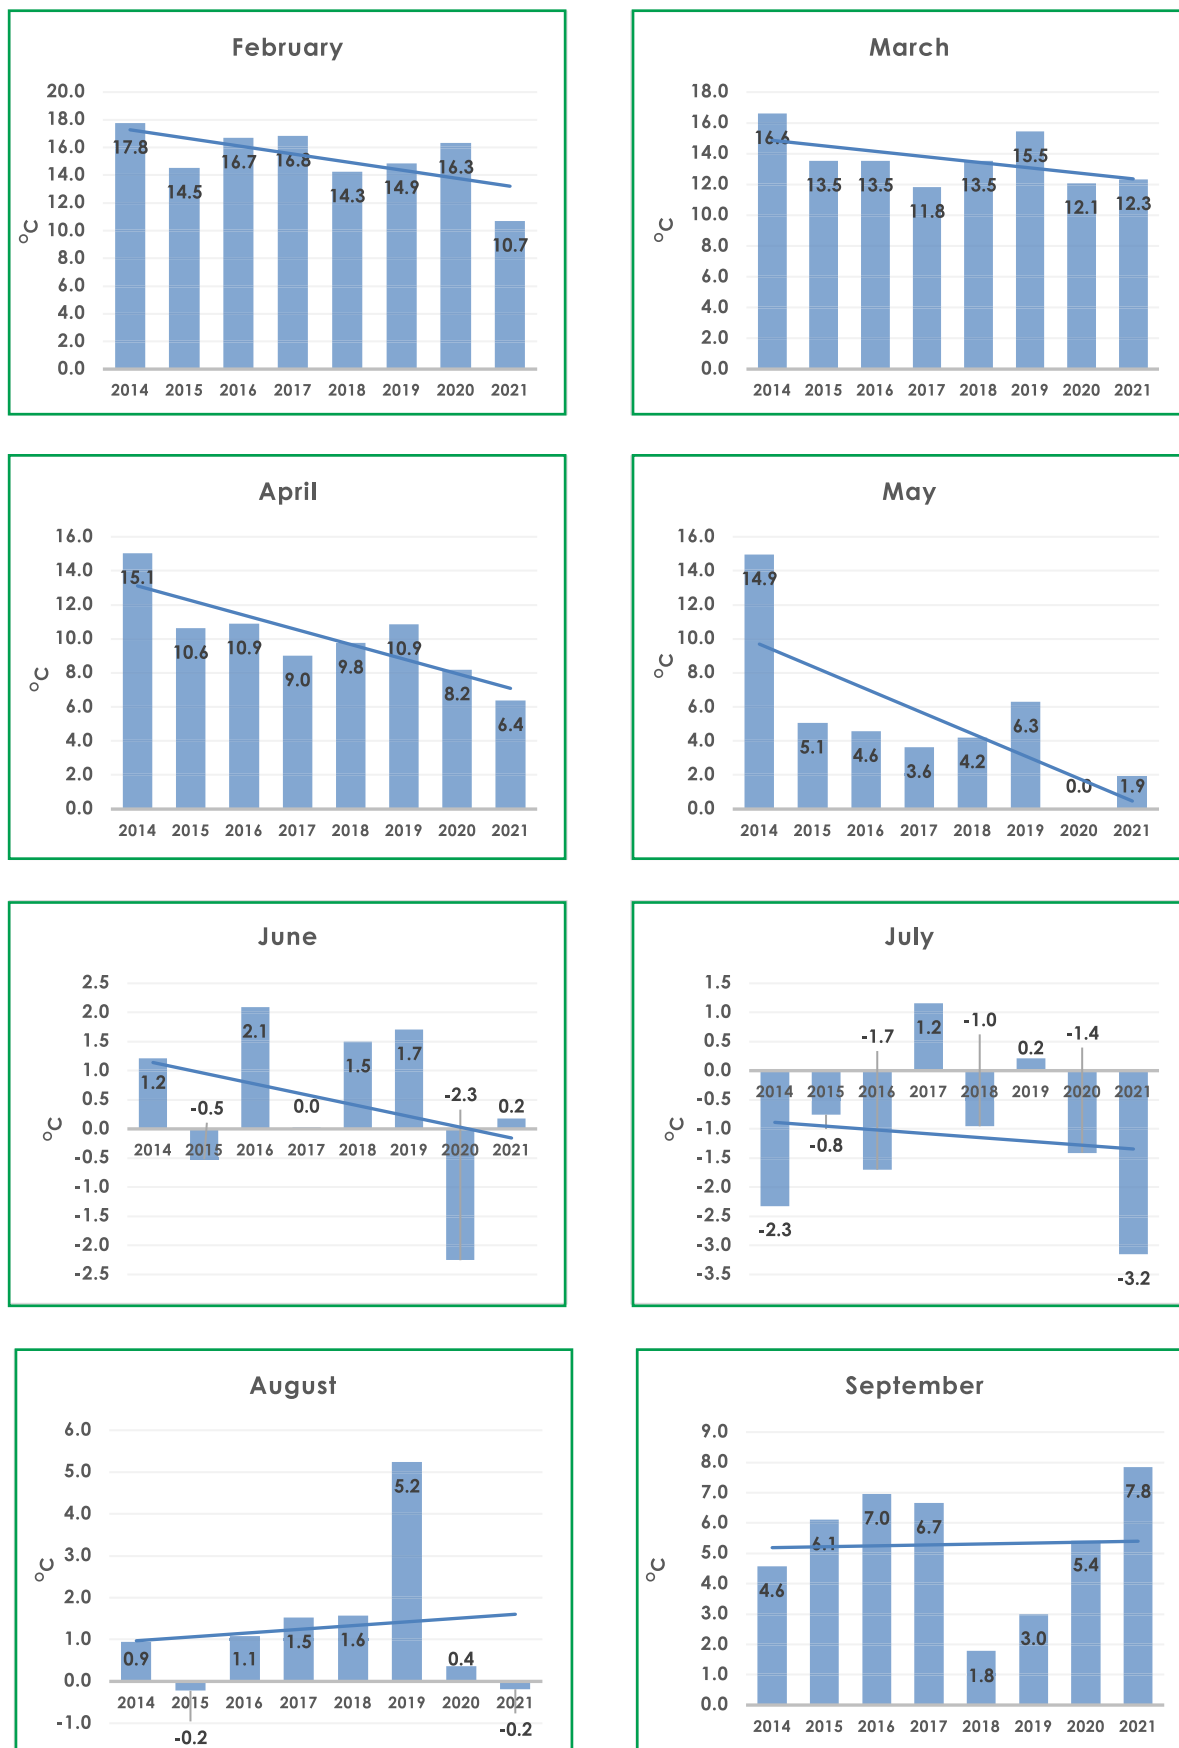 February
20.0
18.0
16.0
14.0
12.0
10.0
8.0
6.0
4.0
2.0
0.0
°C
17.8 14.5 16.7 16.8 14.3 14.9 16.3 10.7
2014 2015 2016 2017 2018 2019 2020 2021
March
18.0
16.0
14.0
12.0
10.0
8.0
6.0
4.0
2.0
0.0
°C
16.6 13.5 13.5 11.8 13.5 15.5 12.1 12.3
2014 2015 2016 2017 2018 2019 2020 2021
April
16.0
14.0
12.0
10.0
8.0
6.0
4.0
2.0
0.0
°C
15.1 10.6 10.9 9.0 9.8 10.9 8.2 6.4
2014 2015 2016 2017 2018 2019 2020 2021
May
16.0
14.0
12.0
10.0
8.0
6.0
4.0
2.0
0.0
°C
14.9 5.1 4.6 3.6 4.2 6.3 0.0 1.9
2014 2015 2016 2017 2018 2019 2020 2021
June
2.5
2.0
1.5
1.0
0.5
0.0
-0.5
-1.0
-1.5
-2.0
-2.5
°C
1.2 -0.5 2.1 0.0 1.5 1.7 -2.3 0.2
2014 2015 2016 2017 2018 2019 2020 2021
July
1.5
1.0
0.5
0.0
-0.5
-1.0
-1.5
-2.0
-2.5
-3.0
-3.5
°C
-2.3 -0.8 -1.7 1.2 -1.0 0.2 -1.4 -3.2
2014 2015 2016 2017 2018 2019 2020 2021
August
6.0
5.0
4.0
3.0
2.0
1.0
0.0
-1.0
°C
0.9 -0.2 1.1 1.5 1.6 5.2 0.4 -0.2
2014 2015 2016 2017 2018 2019 2020 2021
September
9.0
8.0
7.0
6.0
5.0
4.0
3.0
2.0
1.0
0.0
°C
4.6 6.1 7.0 6.7 1.8 3.0 5.4 7.8
2014 2015 2016 2017 2018 2019 2020 2021